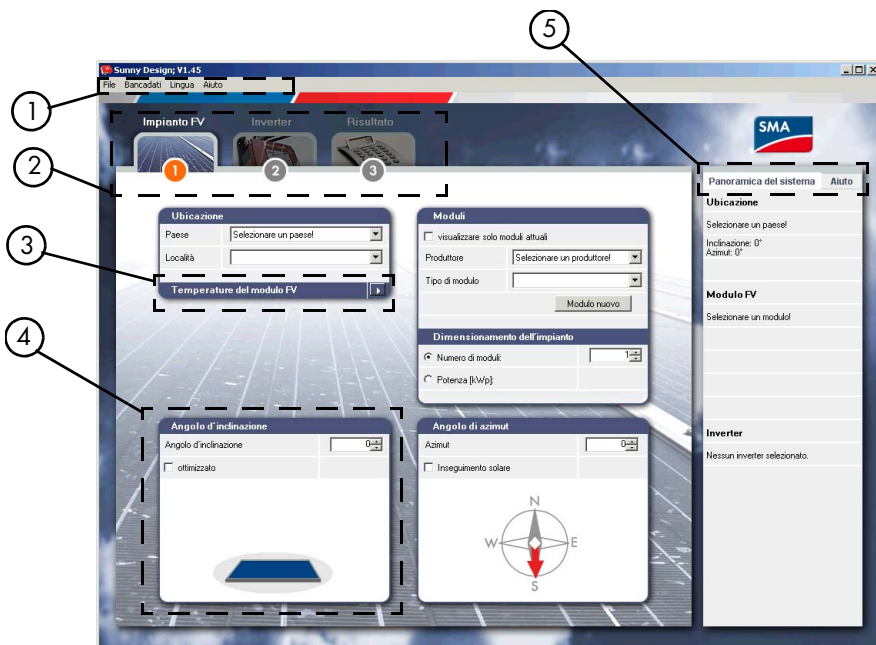 5
Sunny Design; V1.45
File Bancadati Lingua Aiuto
1
Impianto FV Inverter Risultato
SMA
1 2 3
2
Panoramica del sistema Aiuto
Ubicazione
Paese Selezionare un paese!
Località
3
Temperature del modulo FV
Moduli
visualizzare solo moduli attuali
Produttore Selezionare un produttore!
Tipo di modulo
Modulo nuovo
Dimensionamento dell'impianto
Numero di moduli: 1
Potenza [kWp]:
4
Angolo d'inclinazione
Angolo d'inclinazione 0
ottimizzato
Angolo di azimut
Azimut 0
Inseguimento solare
N
W E
S
Ubicazione
Selezionare un paese!
Inclinazione: 0°
Azimut: 0°
Modulo FV
Selezionare un modulo!
Inverter
Nessun inverter selezionato.